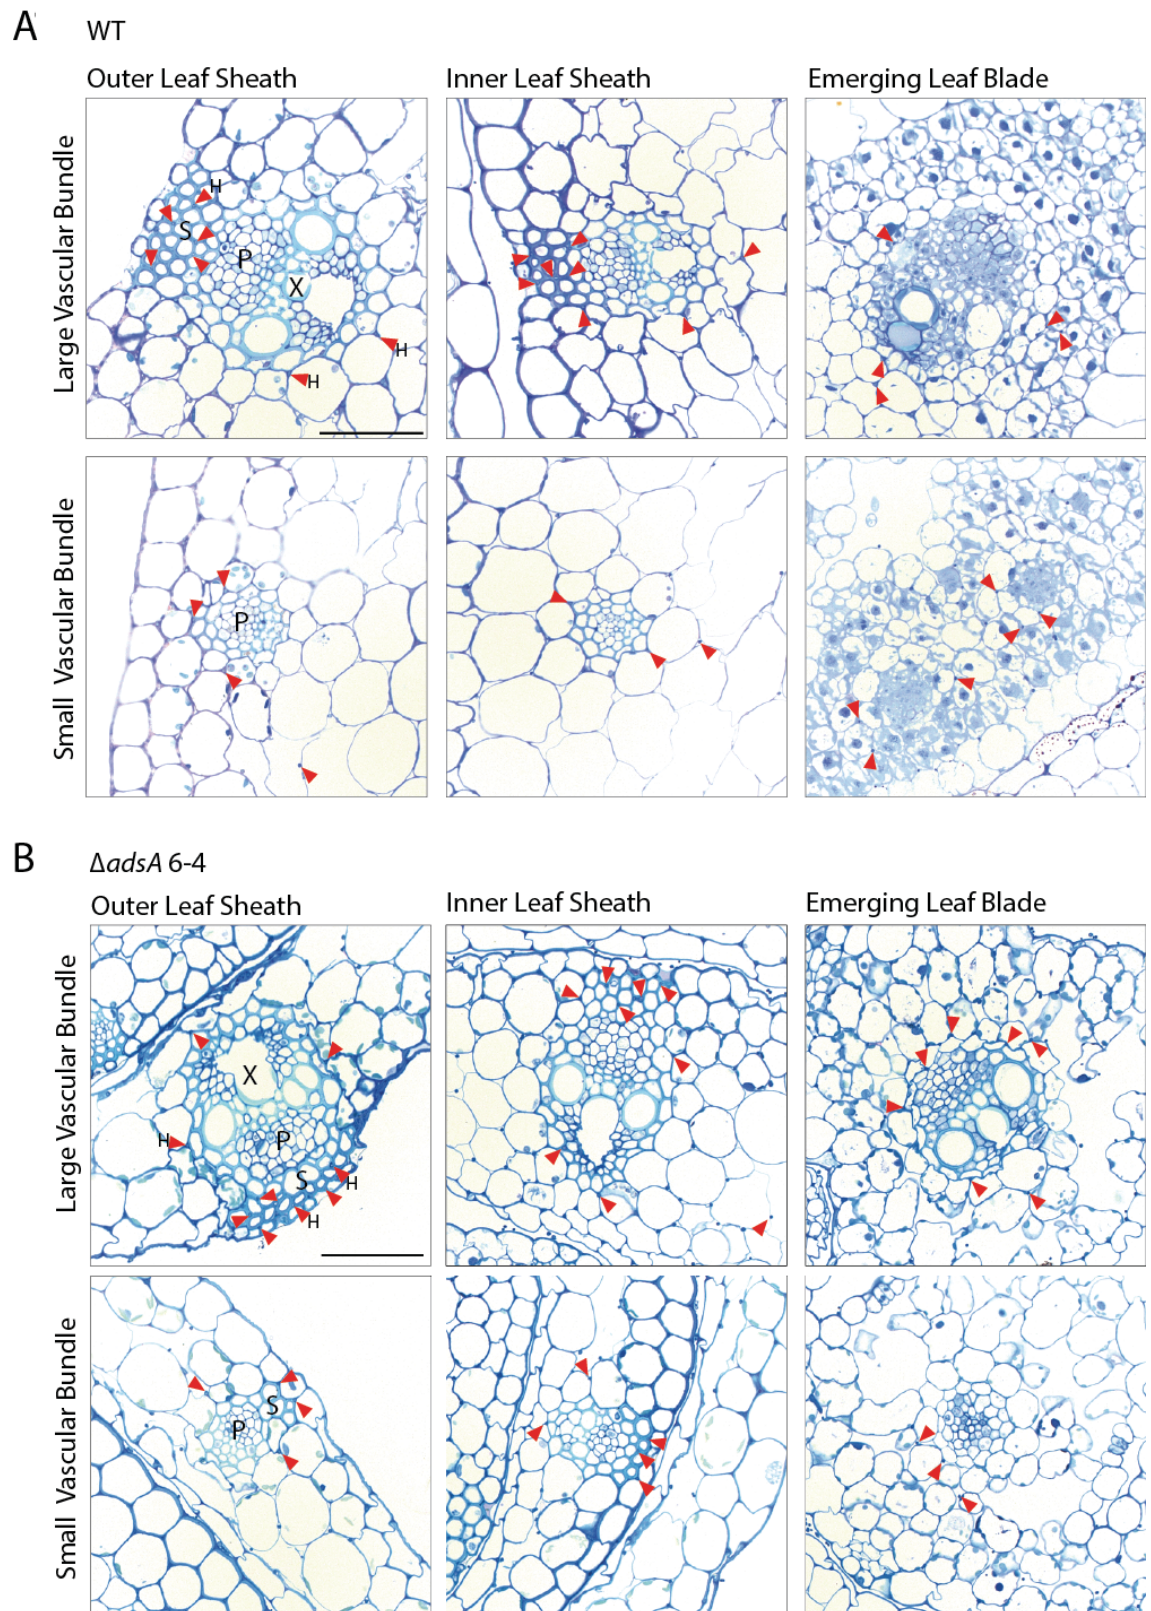 A
WT
Outer Leaf Sheath
Inner Leaf Sheath
Emerging Leaf Blade
Large Vascular Bundle
H
S
P
X
H
H
Small Vascular Bundle
P
B
ΔadsA 6-4
Outer Leaf Sheath
Inner Leaf Sheath
Emerging Leaf Blade
Large Vascular Bundle
X
P
H
S
H
H
Small Vascular Bundle
S
P